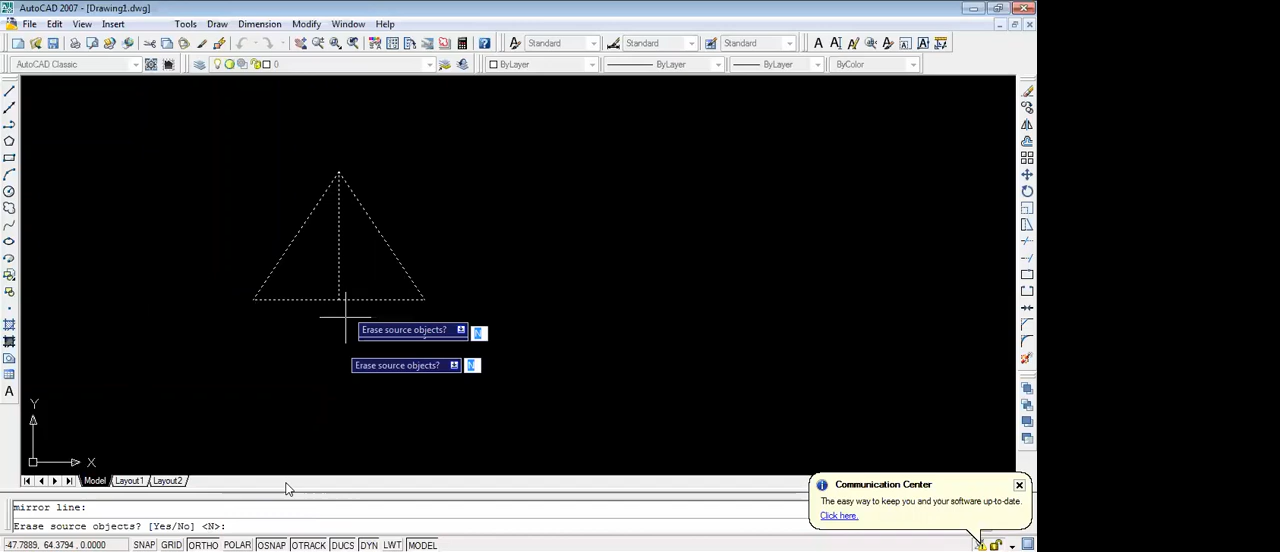 AutoCAD 2007 - [Drawing1.dwg]
File Edit View Insert Tools Draw Dimension Modify Window Help
Standard Standard Standard A
AutoCAD Classic 0 ByLayer ByLayer ByLayer ByColor
Erase source objects? N
Erase source objects? N
Y
X
A
Model Layout1 Layout2
Communication Center
The easy way to keep you and your software up-to-date.
Click here.
mirror line:
Erase source objects? [Yes/No] <N>:
-47.7889, 64.3794, 0.0000 SNAP GRID ORTHO POLAR OSNAP OTRACK DUCS DYN LWT MODEL